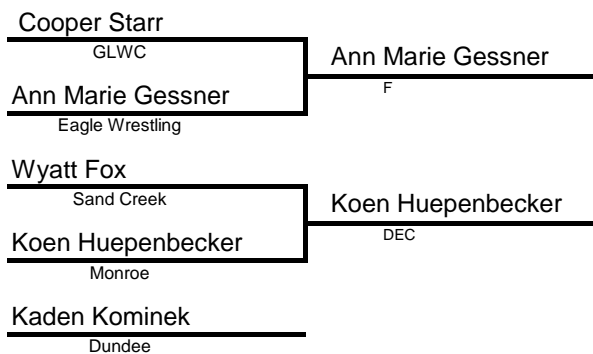 Cooper Starr
GLWC
Ann Marie Gessner
F
Ann Marie Gessner
Eagle Wrestling
Wyatt Fox
Sand Creek
Koen Huepenbecker
DEC
Koen Huepenbecker
Monroe
Kaden Kominek
Dundee